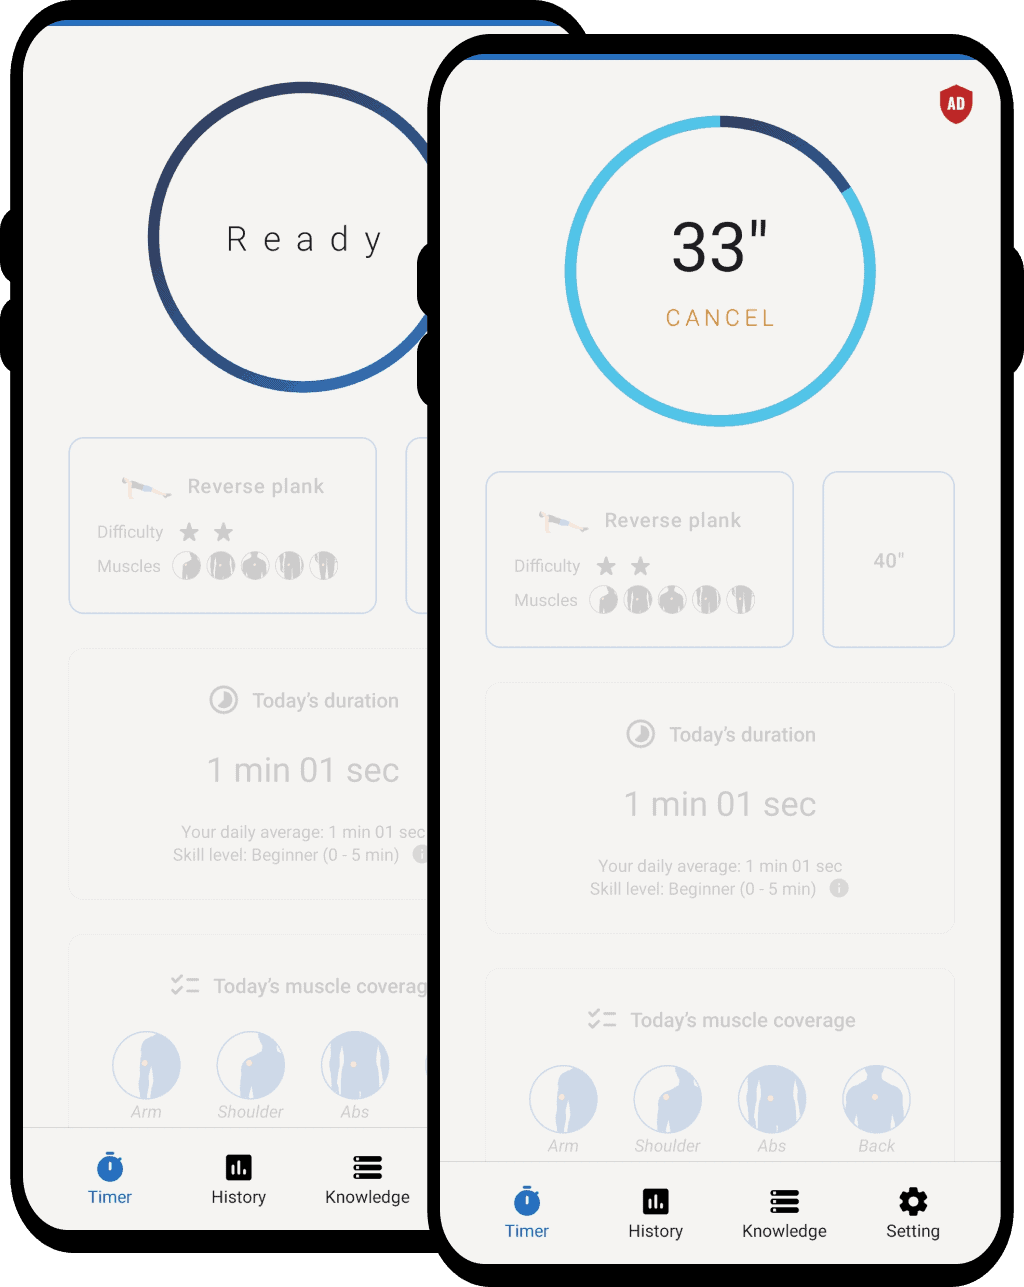 Ready
Reverse plank
Difficulty
Muscles
Today's duration
1 min 01 sec
Your daily average: 1 min 01 sec
Skill level: Beginner (0 - 5 min)
Today's muscle coverag
Arm Shoulder Abs
Timer History Knowledge
AD
33"
CANCEL
Reverse plank
Difficulty
Muscles
40"
Today's duration
1 min 01 sec
Your daily average: 1 min 01 sec
Skill level: Beginner (0 - 5 min) i
Today's muscle coverage
Arm Shoulder Abs Back
Timer History Knowledge Setting